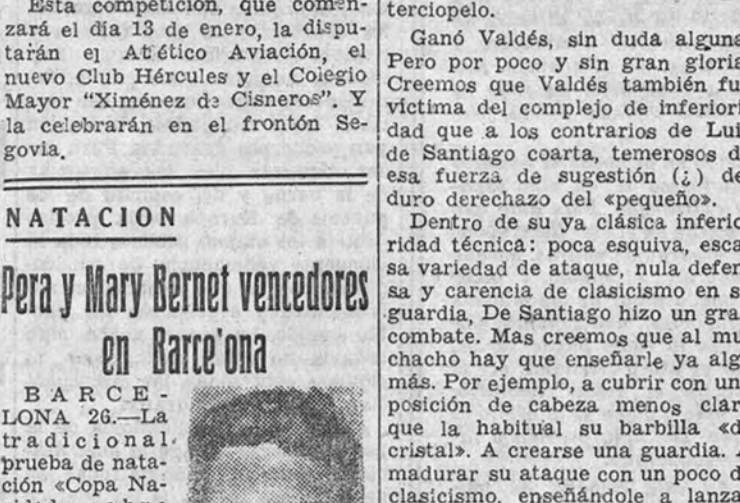 Esta competición, que comen-
zará el día 13 de enero, la dispu-
tarán el Atlético Aviación, el
nuevo Club Hércules y el Colegio
Mayor "Ximénez de Cisneros". Y
la celebrarán en el frontón Se-
govia.
NATACION
Pera y Mary Bernet vencedores
en Barce'ona
BARCE-
LONA 26.—La
tradicional
prueba de nata-
ción «Copa Na-
terciopelo.
Ganó Valdés, sin duda alguna
Pero por poco y sin gran gloria
Creemos que Valdés también fu
víctima del complejo de inferiori
dad que a los contrarios de Luis
de Santiago coarta, temerosos d
esa fuerza de sugestión (¿) de
duro derechazo del «pequeño».
Dentro de su ya clásica inferio
ridad técnica: poca esquiva, esca
sa variedad de ataque, nula defen
sa y carencia de clasicismo en s
guardia, De Santiago hizo un gra
combate. Mas creemos que al mu
chacho hay que enseñarle ya alg
más. Por ejemplo, a cubrir con un
posición de cabeza menos clar
que la habitual su barbilla «d
cristal». A crearse una guardia. A
madurar su ataque con un poco d
clasicismo, enseñándole a lanza